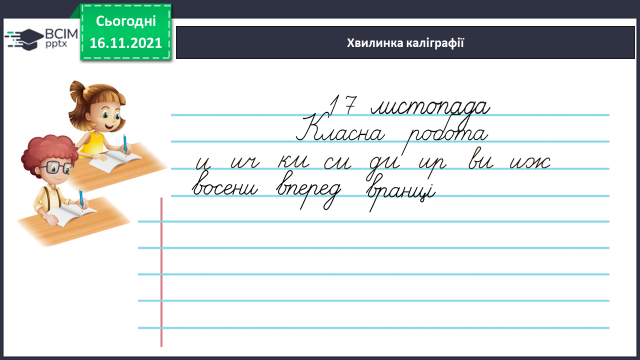 Сьогодні
16.11.2021
BCIM
pptx
Хвилинка каліграфії
17 листопада
Класна робота
и ич ки си ди ир ви иж
восени вперед вранці